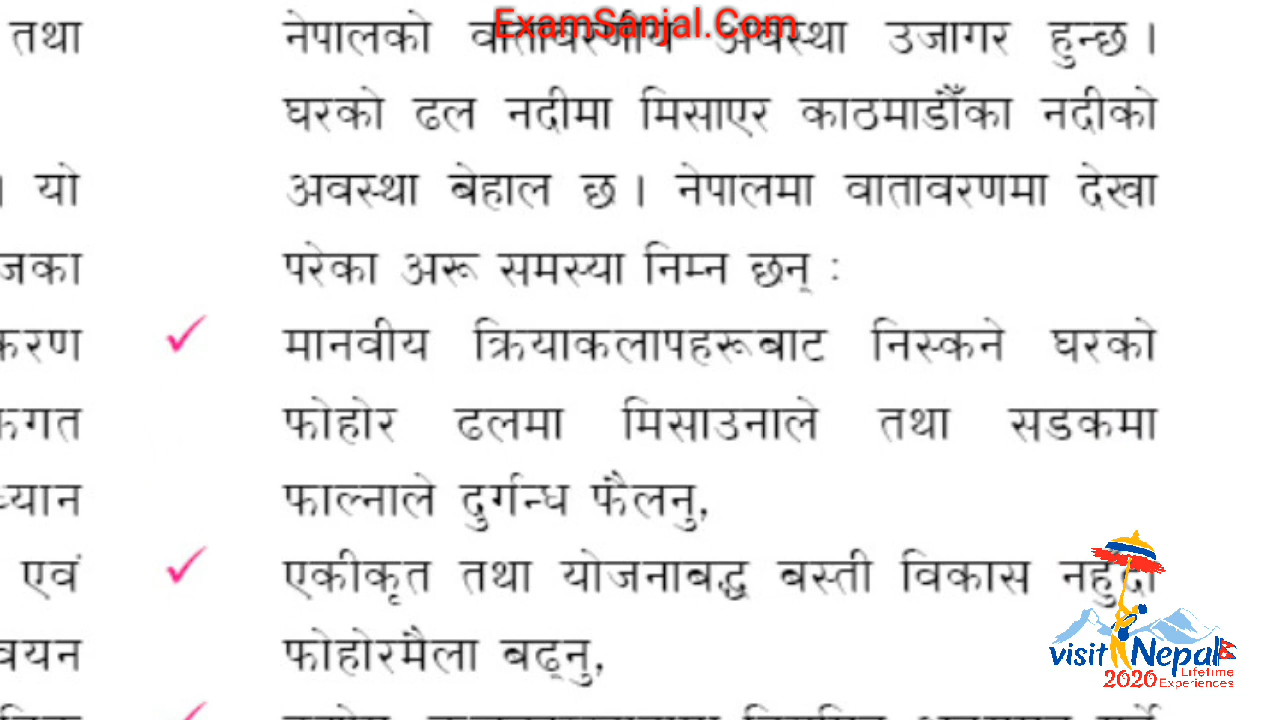 ExamSanjal.Com
तथा
यो
जका
करण
कगत
ध्यान
एवं
वयन
नेपालको वातावरणीय अवस्था उजागर हुन्छ ।
घरको ढल नदीमा मिसाएर काठमाडौँका नदीको
अवस्था बेहाल छ । नेपालमा वातावरणमा देखा
परेका अरू समस्या निम्न छन् :
✓ मानवीय क्रियाकलापहरूबाट निस्कने घरको
फोहोर ढलमा मिसाउनाले तथा सडकमा
फाल्नाले दुर्गन्ध फैलनु,
✓ एकीकृत तथा योजनाबद्ध बस्ती विकास नहुँदा
फोहोरमैला बढ्नु,
visit Nepal
2020 Lifetime Experiences